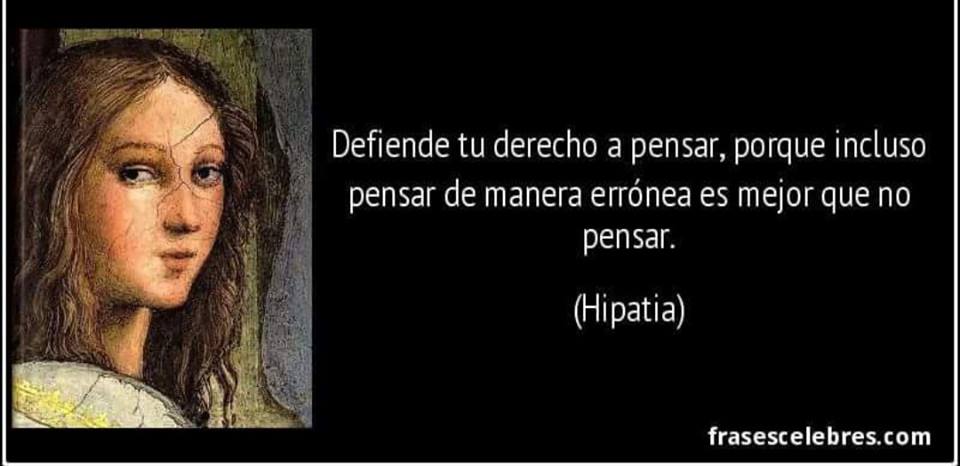 Defiende tu derecho a pensar, porque incluso
pensar de manera errónea es mejor que no
pensar.
(Hipatia)
frasescelebres.com